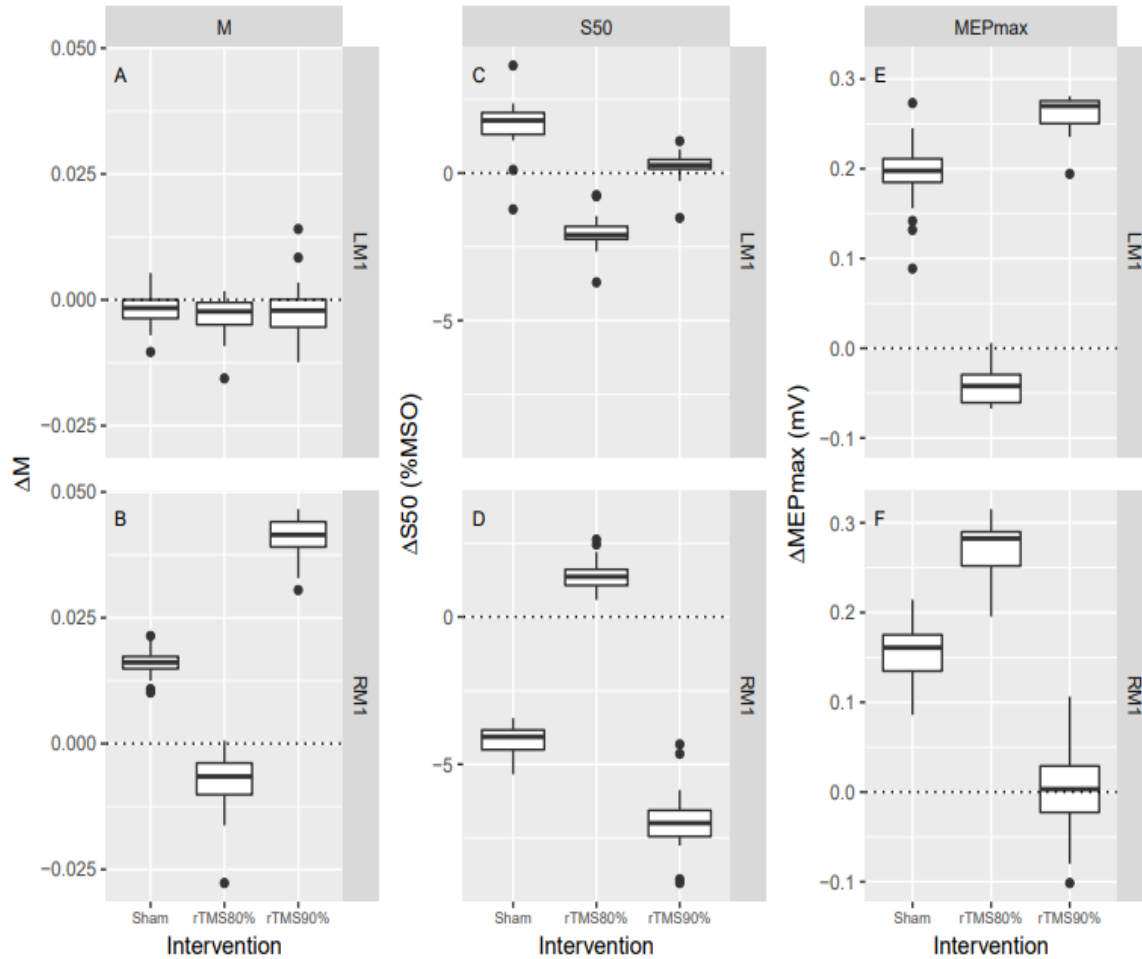 M
S50
MEPmax
ΔM
0.050
0.025
0.000
−0.025
A
LM1
0.050
0.025
0.000
−0.025
B
RM1
Sham
rTMS80%
rTMS90%
Intervention
ΔS50 (%MSO)
0
−5
C
LM1
0
−5
D
RM1
Sham
rTMS80%
rTMS90%
Intervention
ΔMEPmax (mV)
0.3
0.2
0.1
0.0
−0.1
E
LM1
0.3
0.2
0.1
0.0
−0.1
F
RM1
Sham
rTMS80%
rTMS90%
Intervention